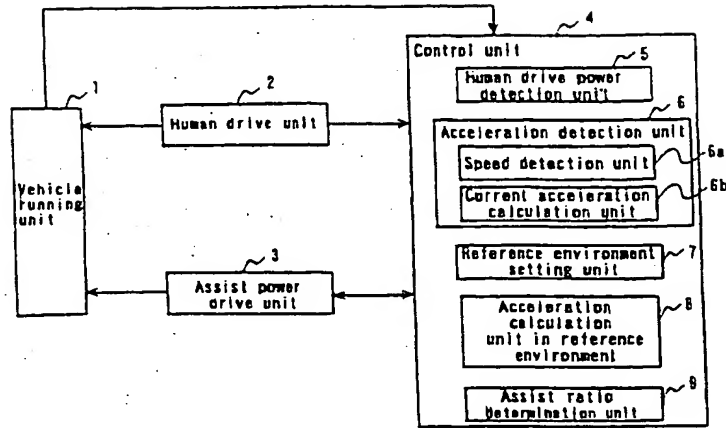 4
Control unit
5
Human drive power
detection unit
1
2
6
Human drive unit
Acceleration detection unit
6a
Speed detection unit
6b
Current acceleration
calculation unit
Vehicle
running
unit
3
7
Reference environment
setting unit
Assist power
drive unit
8
Acceleration
calculation
unit in reference
environment
9
Assist ratio
determination unit